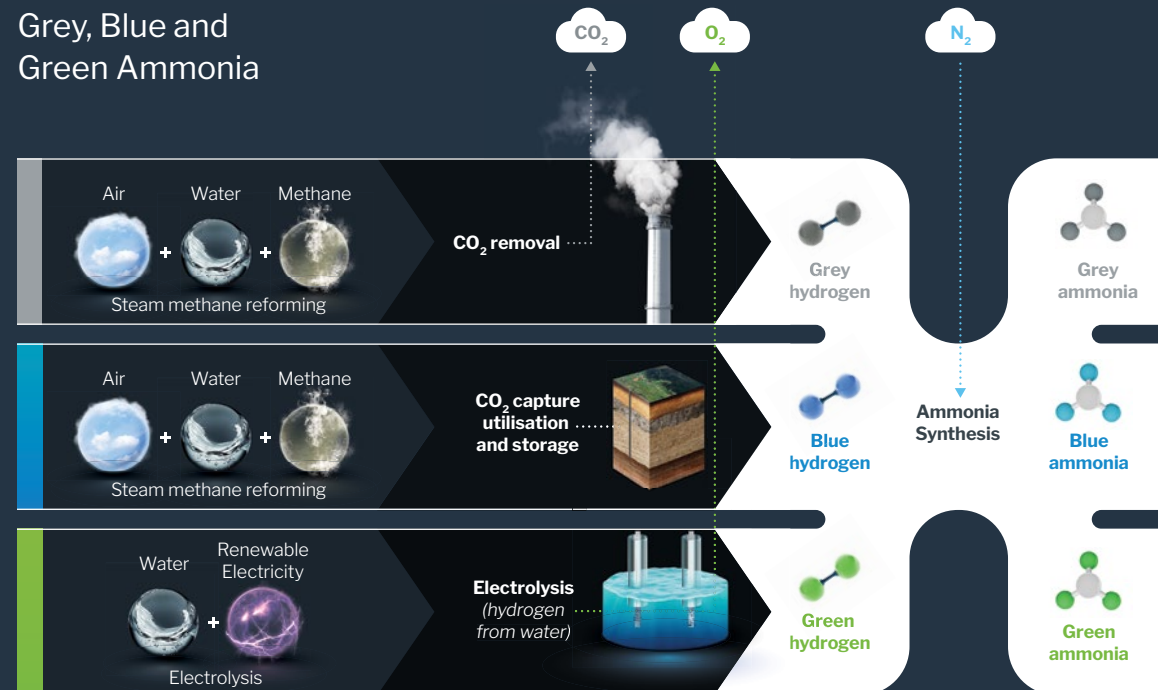 Grey, Blue and
Green Ammonia
CO₂
O₂
N₂
Air
Water
Methane
+
+
Steam methane reforming
CO₂ removal
Grey
hydrogen
Grey
ammonia
Air
Water
Methane
+
+
Steam methane reforming
CO₂ capture
utilisation
and storage
Blue
hydrogen
Ammonia
Synthesis
Blue
ammonia
Water
Renewable
Electricity
+
Electrolysis
Electrolysis
(hydrogen
from water)
Green
hydrogen
Green
ammonia